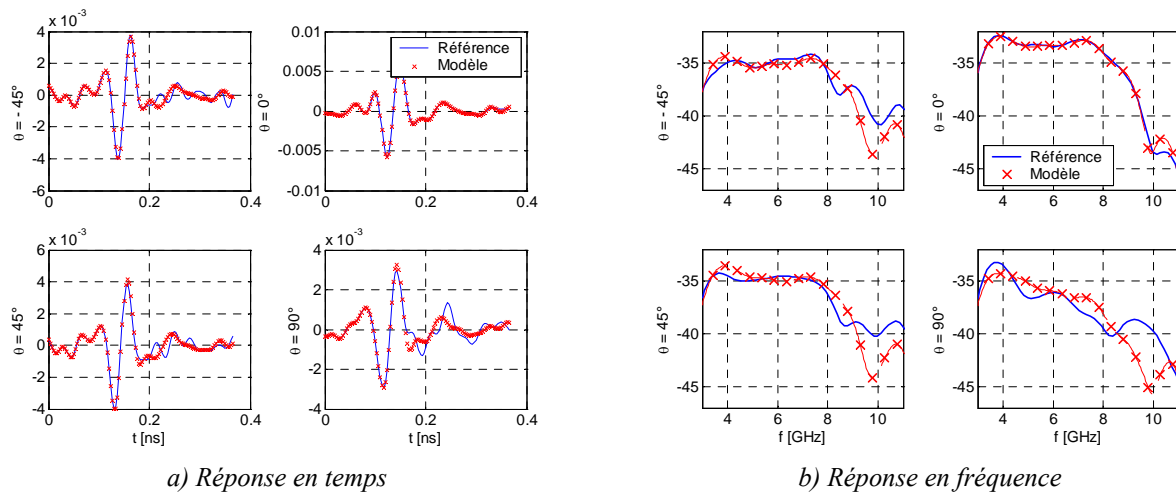 x 10⁻³
4
2
0
-2
-4
-6
0 0.2 0.4
θ = - 45°
0.01
0.005
0
-0.005
-0.01
0 0.2 0.4
θ = 0°
Référence
Modèle
x 10⁻³
6
4
2
0
-2
-4
0 0.2 0.4
t [ns]
θ = 45°
x 10⁻³
4
2
0
-2
-4
0 0.2 0.4
t [ns]
θ = 90°
a) Réponse en temps
-35
-40
-45
4 6 8 10
θ = - 45°
-35
-40
-45
4 6 8 10
θ = 0°
Référence
Modèle
-35
-40
-45
4 6 8 10
f [GHz]
θ = 45°
-35
-40
-45
4 6 8 10
f [GHz]
θ = 90°
b) Réponse en fréquence